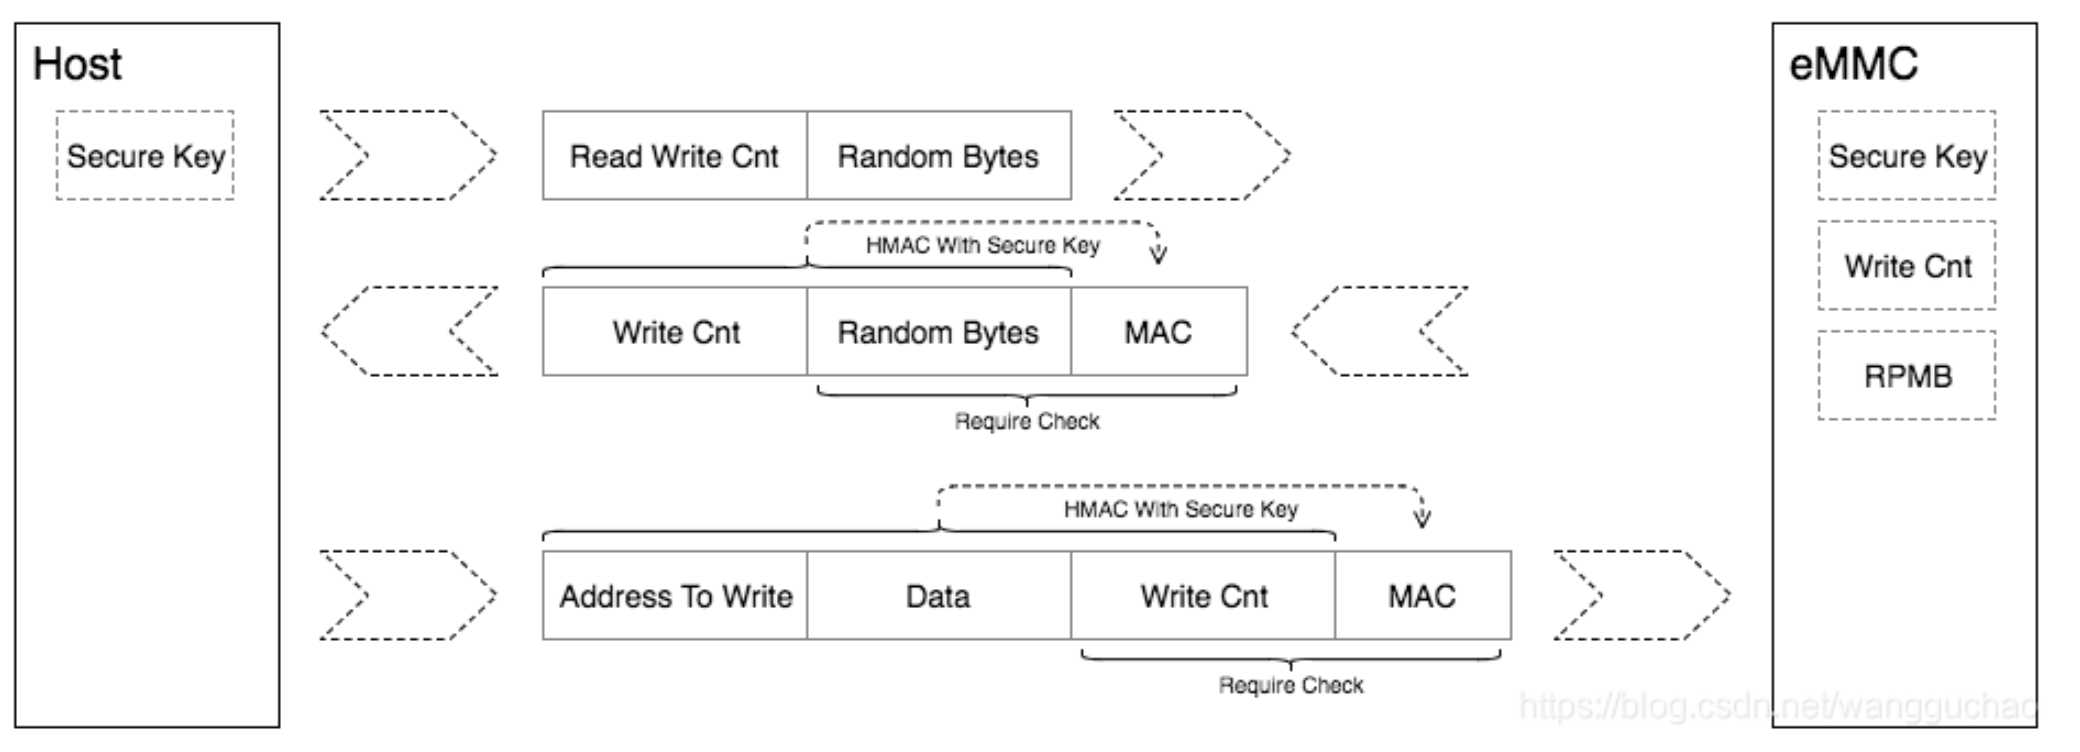 Host
eMMC
Secure Key
Read Write Cnt
Random Bytes
Secure Key
HMAC With Secure Key
Write Cnt
Write Cnt
Random Bytes
MAC
RPMB
Require Check
HMAC With Secure Key
Address To Write
Data
Write Cnt
MAC
Require Check
https://blog.csdn.net/wangguchao